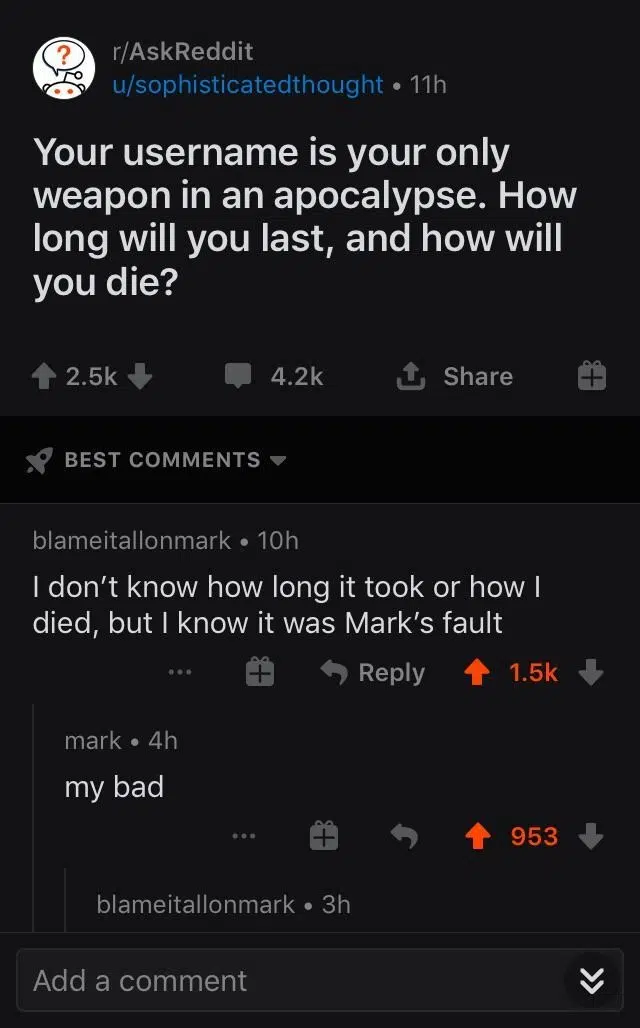 r/AskReddit
u/sophisticatedthought • 11h
Your username is your only
weapon in an apocalypse. How
long will you last, and how will
you die?
2.5k 4.2k Share
BEST COMMENTS
blameitallonmark • 10h
I don’t know how long it took or how I
died, but I know it was Mark’s fault
Reply 1.5k
mark • 4h
my bad
953
blameitallonmark • 3h
Add a comment